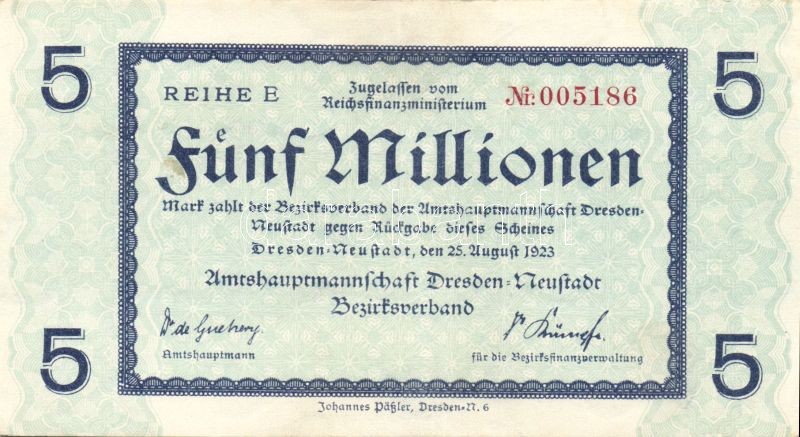 5 5
REIHE E
Zugelassen vom
Reichsfinanzministerium
Nr. 005186
Fünf Millionen
Mark zahlt der Bezirksverband der Amtshauptmannschaft Dresden-
Neustadt gegen Rückgabe dieses Scheines
Dresden-Neustadt, den 25. August 1923
Amtshauptmannschaft Dresden-Neustadt
Bezirksverband
Amtshauptmann
für die Bezirksfinanzverwaltung
5 5
Johannes Päßler, Dresden-N. 6